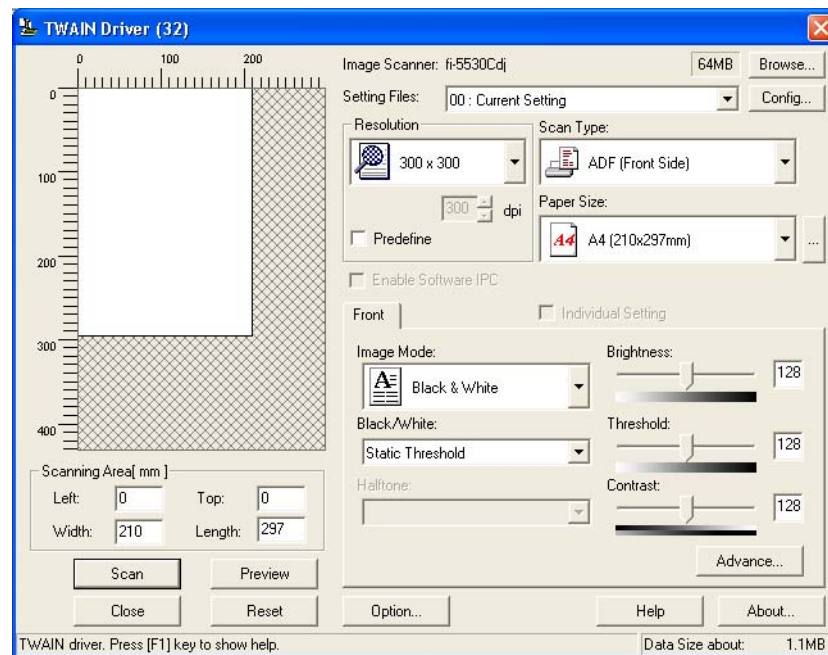 TWAIN Driver (32)
0 100 200
0
100
200
300
400
Scanning Area[ mm ]
Left: 0 Top: 0
Width: 210 Length: 297
Scan Preview
Close Reset
Image Scanner: fi-5530Cdj 64MB Browse...
Setting Files: 00 : Current Setting Config...
Resolution
300 x 300
300 dpi
Predefine
Scan Type:
ADF (Front Side)
Paper Size:
A4 A4 (210x297mm) ...
Enable Software IPC
Front Individual Setting
Image Mode:
A Black & White
Black/White:
Static Threshold
Halftone:
Brightness:
128
Threshold:
128
Contrast:
128
Advance...
Option... Help About...
TWAIN driver. Press [F1] key to show help. Data Size about: 1.1MB